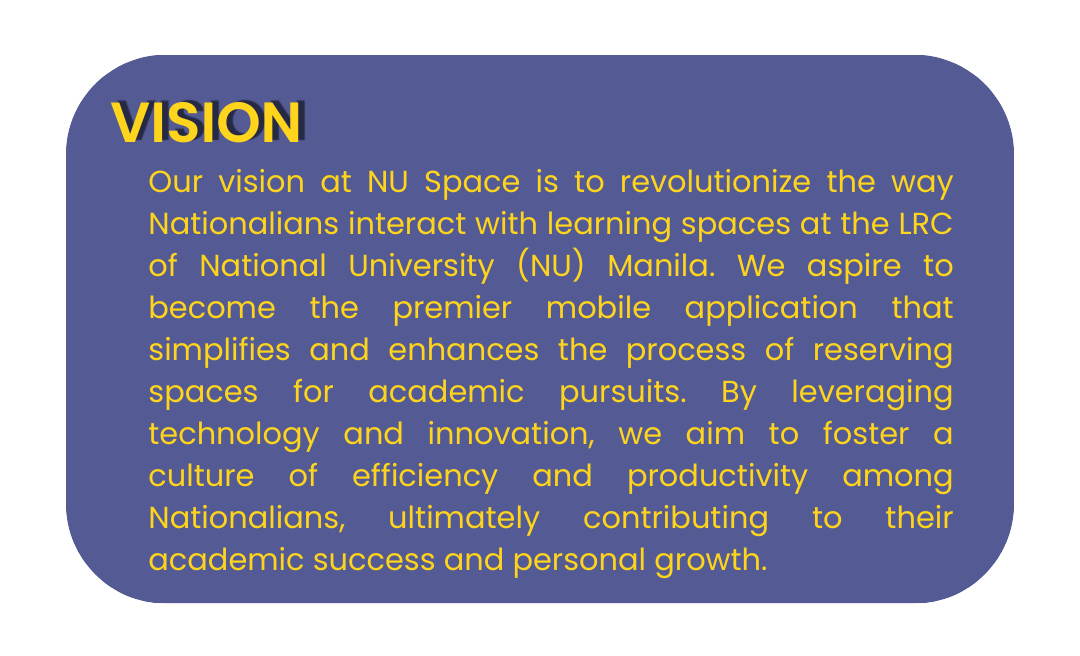 VISION
Our vision at NU Space is to revolutionize the way
Nationalians interact with learning spaces at the LRC
of National University (NU) Manila. We aspire to
become the premier mobile application that
simplifies and enhances the process of reserving
spaces for academic pursuits. By leveraging
technology and innovation, we aim to foster a
culture of efficiency and productivity among
Nationalians, ultimately contributing to their
academic success and personal growth.